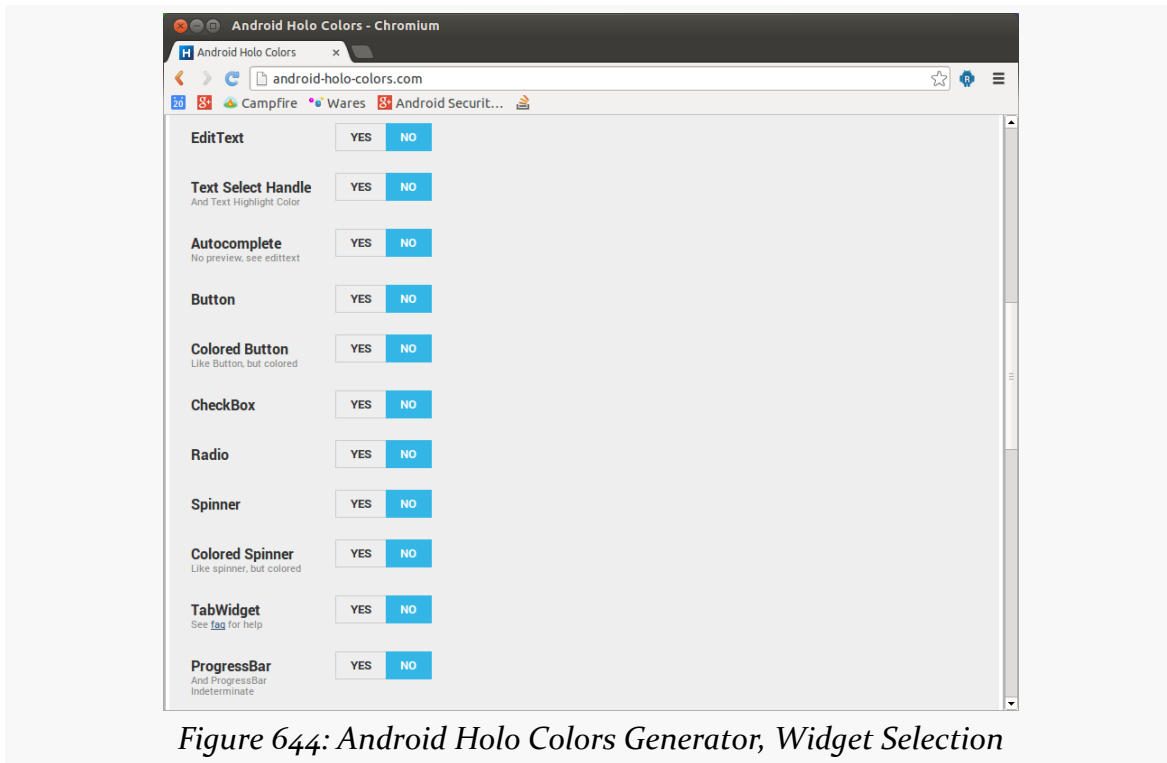 Android Holo Colors - Chromium
H Android Holo Colors ×
android-holo-colors.com
R
20 8+ Campfire Wares 8+ Android Securit...
EditText YES NO
Text Select Handle YES NO
And Text Highlight Color
Autocomplete YES NO
No preview, see edittext
Button YES NO
Colored Button YES NO
Like Button, but colored
CheckBox YES NO
Radio YES NO
Spinner YES NO
Colored Spinner YES NO
Like spinner, but colored
TabWidget YES NO
See faq for help
ProgressBar YES NO
And ProgressBar
Indeterminate
Figure 644: Android Holo Colors Generator, Widget Selection